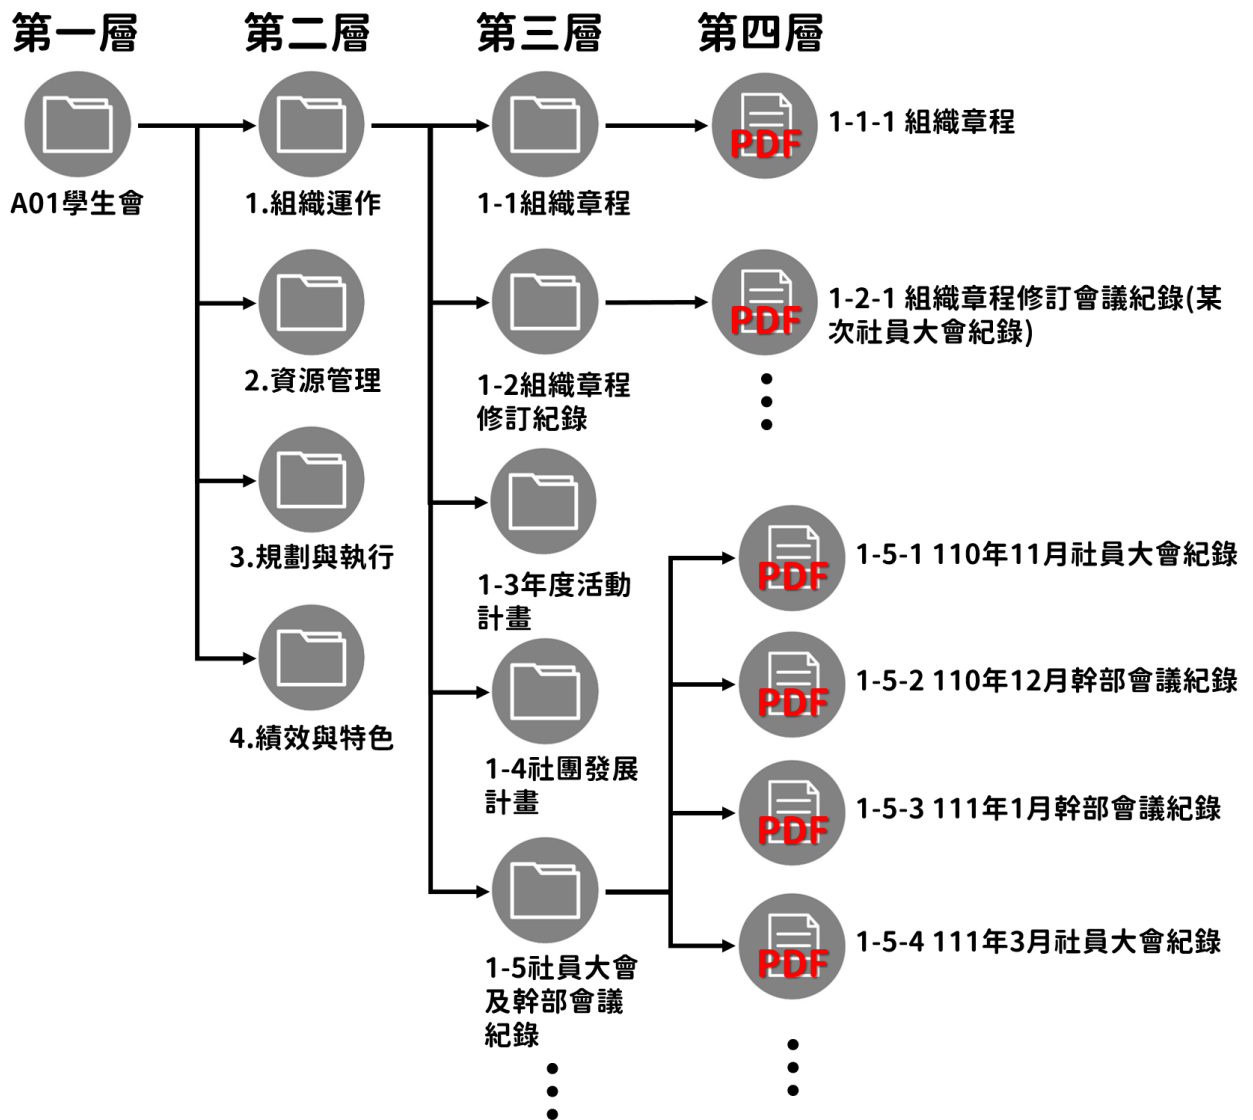 第一層
第二層
第三層
第四層
A01學生會
1.組織運作
2.資源管理
3.規劃與執行
4.績效與特色
1-1組織章程
1-2組織章程
修訂紀錄
1-3年度活動
計畫
1-4社團發展
計畫
1-5社員大會
及幹部會議
紀錄
PDF
1-1-1 組織章程
PDF
1-2-1 組織章程修訂會議紀錄(某
次社員大會紀錄)
PDF
1-5-1 110年11月社員大會紀錄
PDF
1-5-2 110年12月幹部會議紀錄
PDF
1-5-3 111年1月幹部會議紀錄
PDF
1-5-4 111年3月社員大會紀錄